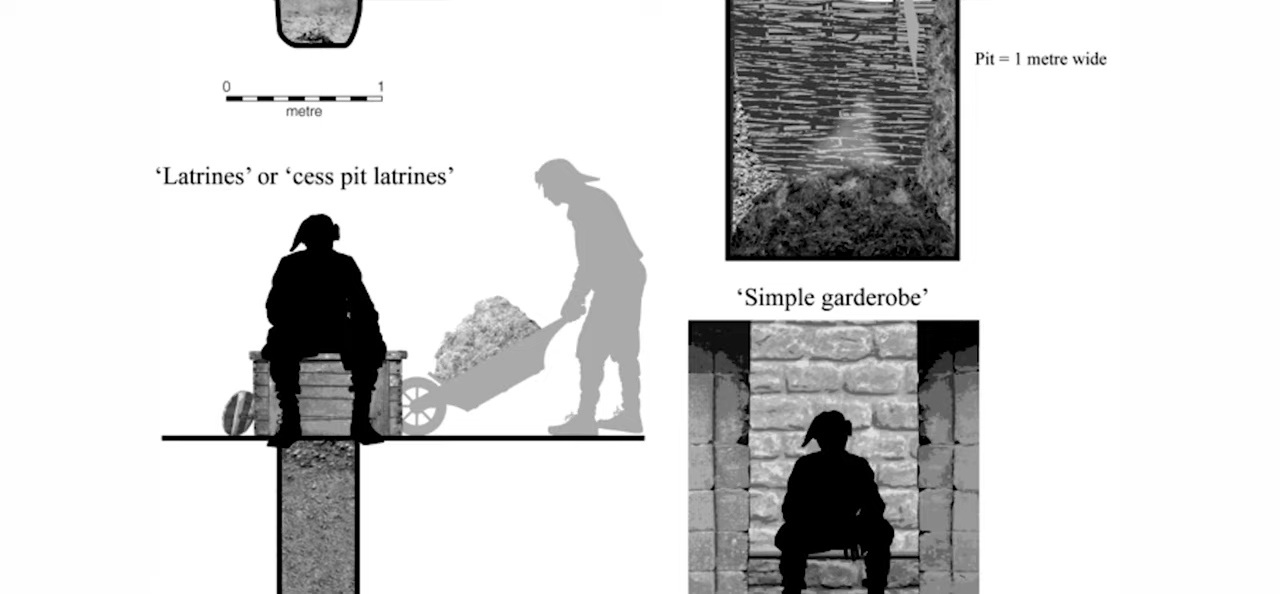 Pit = 1 metre wide
0 1
metre
‘Latrines’ or ‘cess pit latrines’
‘Simple garderobe’